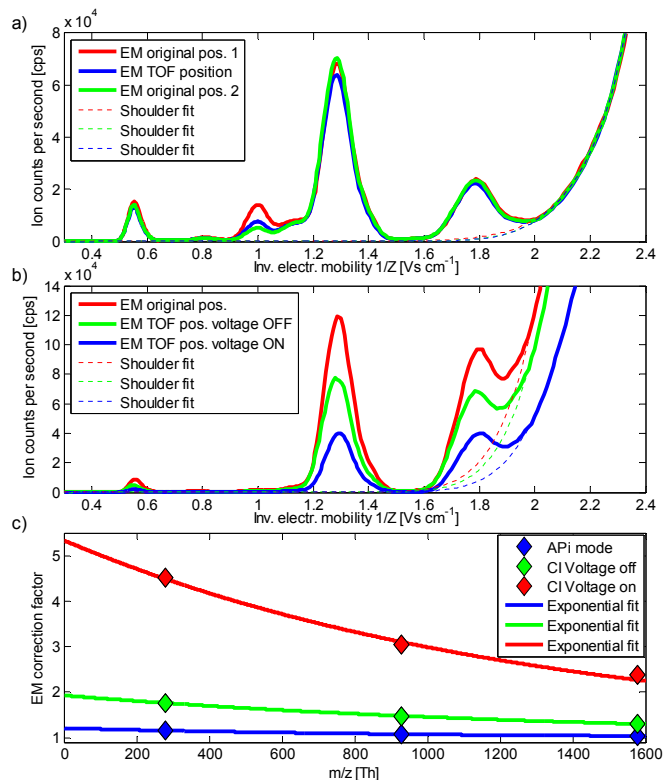 a)
x 10⁴
8
6
4
2
0
Ion counts per second [cps]
EM original pos. 1
EM TOF position
EM original pos. 2
Shoulder fit
Shoulder fit
Shoulder fit
0.4 0.6 0.8 1 1.2 1.4 1.6 1.8 2 2.2 2.4
Inv. electr. mobility 1/Z [Vs cm⁻¹]
b)
x 10⁴
14
12
10
8
6
4
2
0
Ion counts per second [cps]
EM original pos.
EM TOF pos. voltage OFF
EM TOF pos. voltage ON
Shoulder fit
Shoulder fit
Shoulder fit
0.4 0.6 0.8 1 1.2 1.4 1.6 1.8 2 2.2 2.4
Inv. electr. mobility 1/Z [Vs cm⁻¹]
c)
5
4
3
2
1
EM correction factor
APi mode
CI Voltage off
CI Voltage on
Exponential fit
Exponential fit
Exponential fit
0 200 400 600 800 1000 1200 1400 1600
m/z [Th]